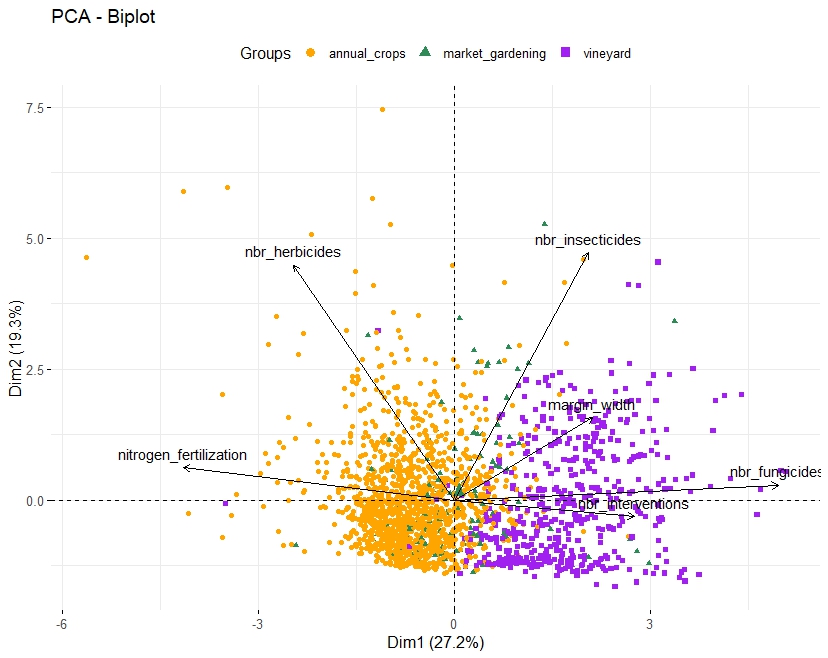 PCA - Biplot
Groups annual_crops market_gardening vineyard
7.5
5.0
2.5
0.0
Dim2 (19.3%)
nbr_insecticides
nbr_herbicides
margin_width
nitrogen_fertilization
nbr_fungicides
nbr_interventions
-6 -3 0 3
Dim1 (27.2%)